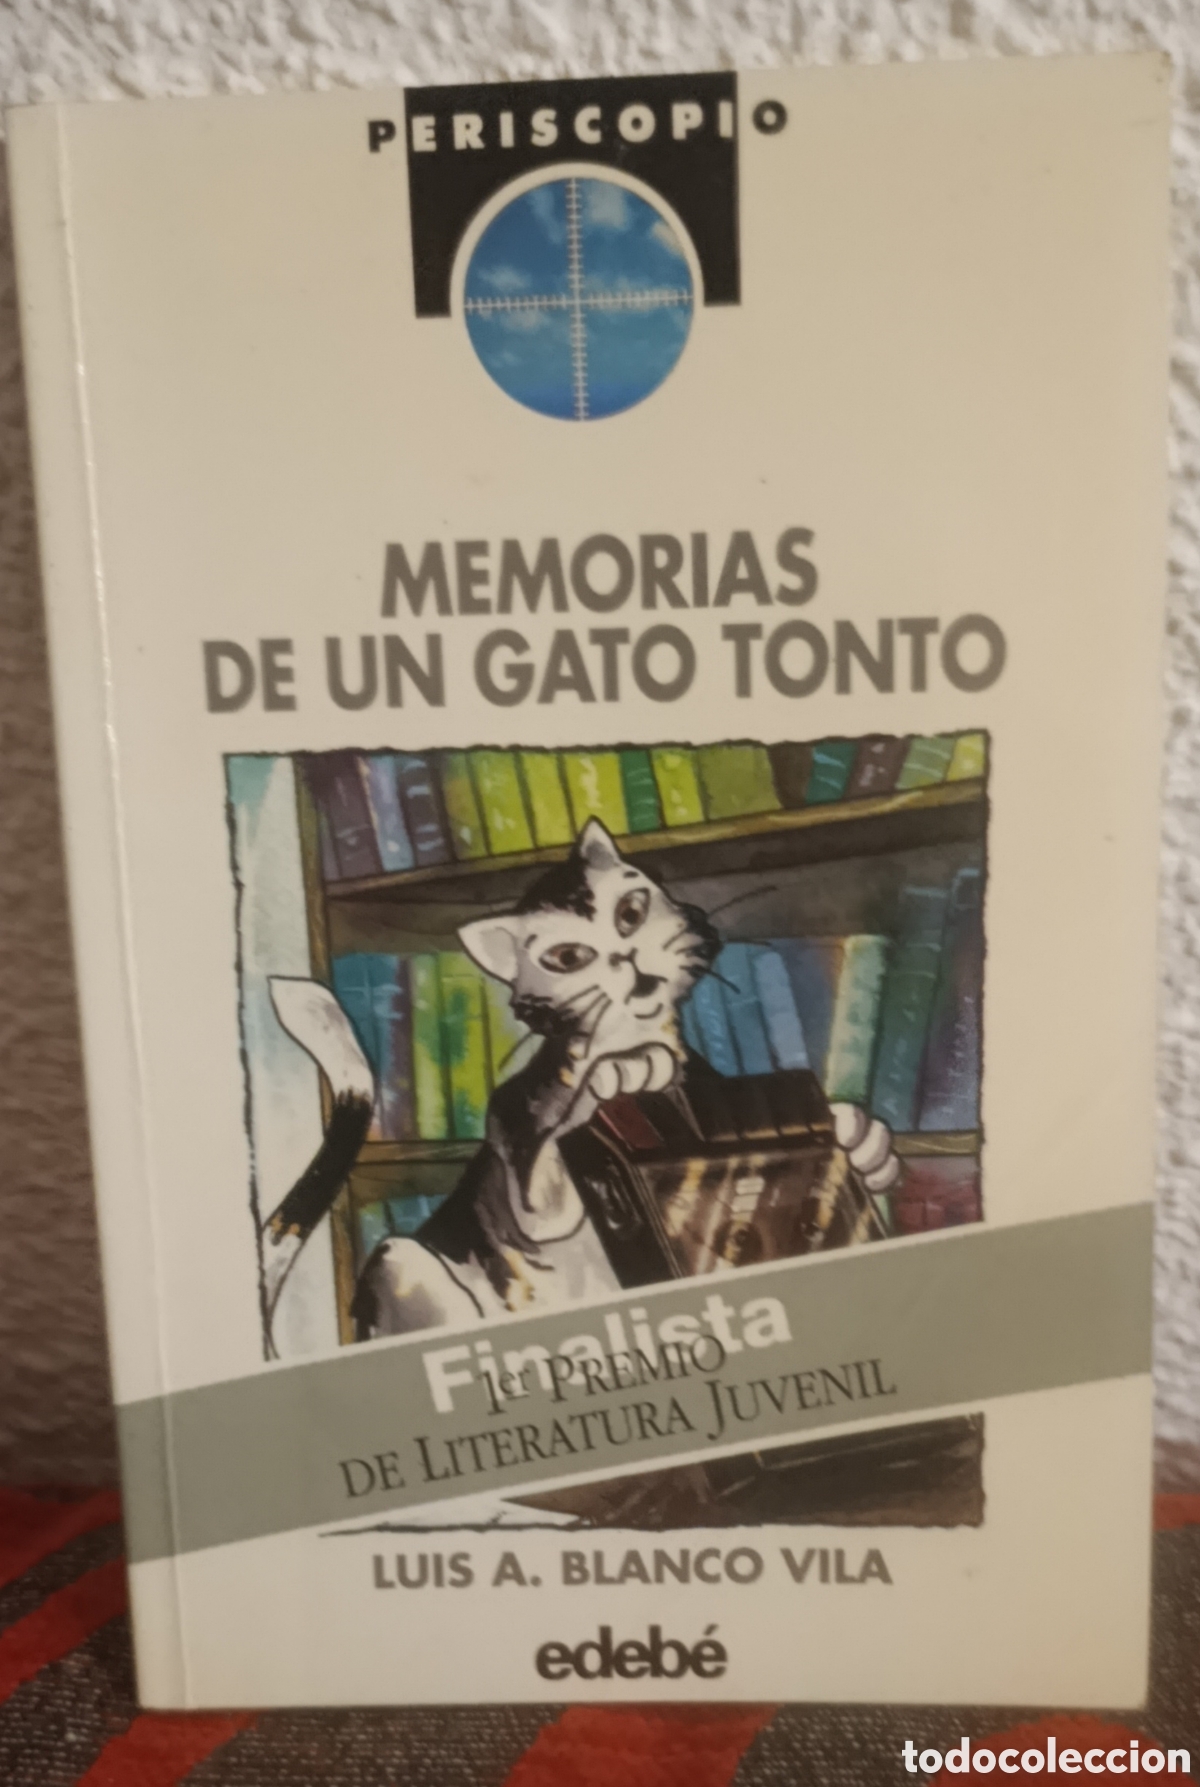 PERISCOPIO
MEMORIAS
DE UN GATO TONTO
Finalista
1er PREMIO
DE LITERATURA JUVENIL
LUIS A. BLANCO VILA
edebé
todocoleccion